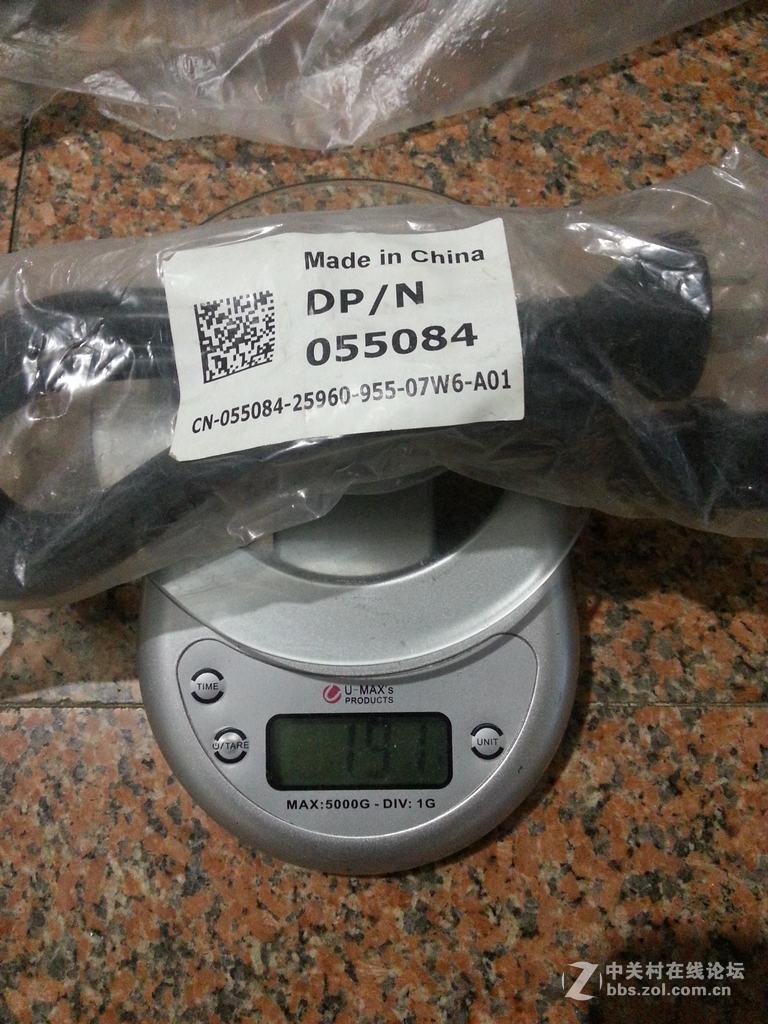 Made in China
DP/N
055084
CN-055084-25960-955-07W6-A01
TIME
U-MAX's
PRODUCTS
⏻/TARE
UNIT
MAX:5000G - DIV: 1G
中关村在线论坛
bbs.zol.com.cn